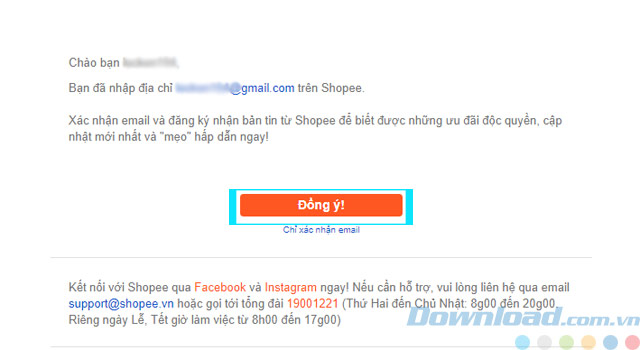 Chào bạn
Bạn đã nhập địa chỉ @gmail.com trên Shopee.
Xác nhận email và đăng ký nhận bản tin từ Shopee để biết được những ưu đãi độc quyền, cập
nhật mới nhất và "mẹo" hấp dẫn ngay!
Đồng ý!
Chỉ xác nhận email
Kết nối với Shopee qua Facebook và Instagram ngay! Nếu cần hỗ trợ, vui lòng liên hệ qua email
support@shopee.vn hoặc gọi tới tổng đài 19001221 (Thứ Hai đến Chủ Nhật: 8g00 đến 20g00,
Riêng ngày Lễ, Tết giờ làm việc từ 8h00 đến 17g00)
Download.com.vn